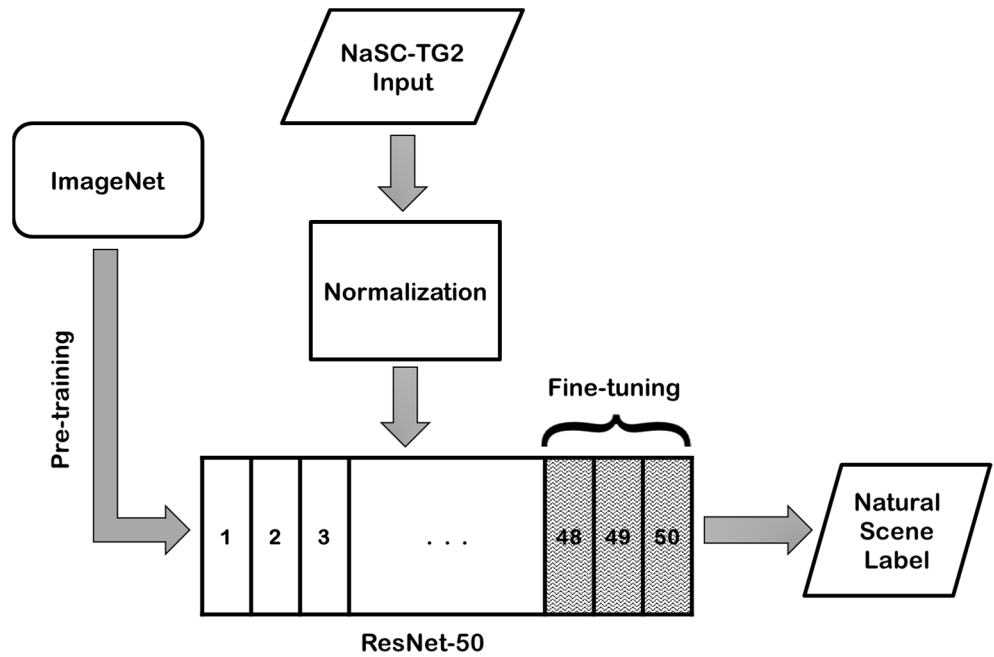 NaSC-TG2
Input
ImageNet
Normalization
Pre-training
Fine-tuning
1 2 3 . . . 48 49 50
Natural
Scene
Label
ResNet-50